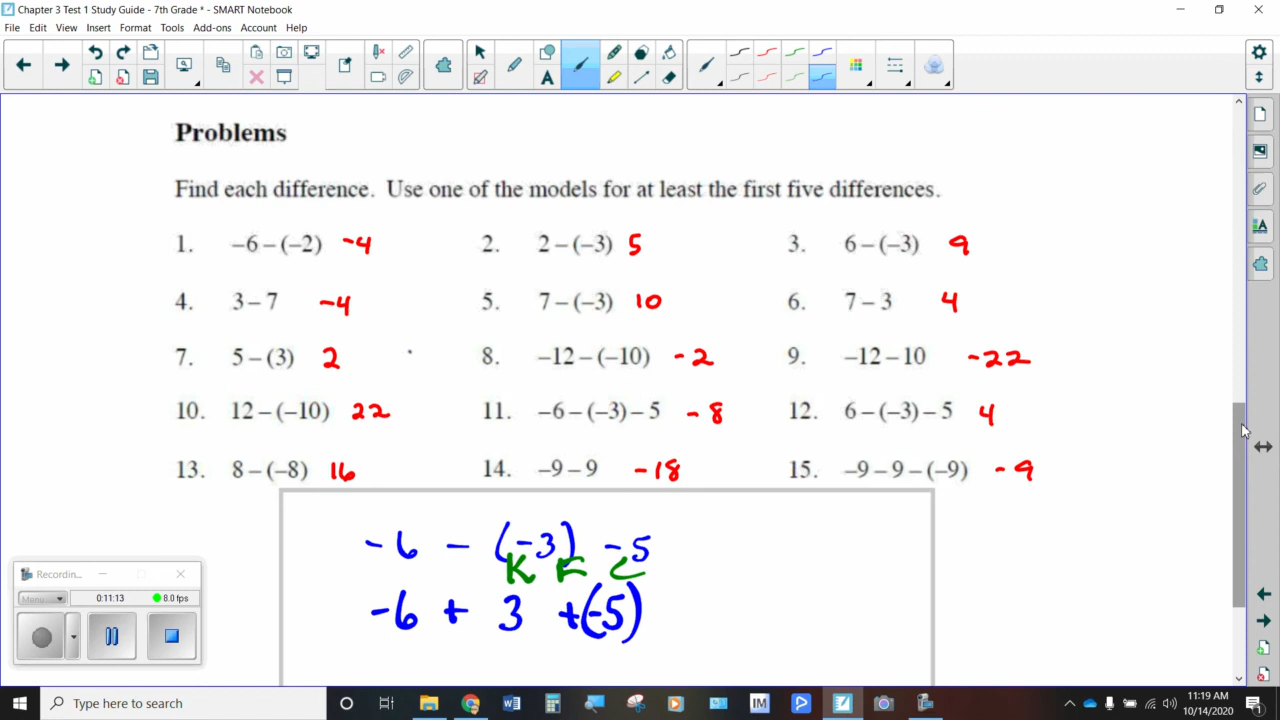 Chapter 3 Test 1 Study Guide - 7th Grade * - SMART Notebook
File Edit View Insert Format Tools Add-ons Account Help
Problems
Find each difference. Use one of the models for at least the first five differences.
1. –6 – (–2) -4 2. 2 – (–3) 5 3. 6 – (–3) 9
4. 3 – 7 -4 5. 7 – (–3) 10 6. 7 – 3 4
7. 5 – (3) 2 8. –12 – (–10) -2 9. –12 – 10 -22
10. 12 – (–10) 22 11. –6 – (–3) – 5 -8 12. 6 – (–3) – 5 4
13. 8 – (–8) 16 14. –9 – 9 -18 15. –9 – 9 – (–9) -9
-6 - (-3) -5
K K C
-6 + 3 +(-5)
Recordin...
Menu
0:11:13 8.0 fps
Type here to search
IM
11:19 AM
10/14/2020